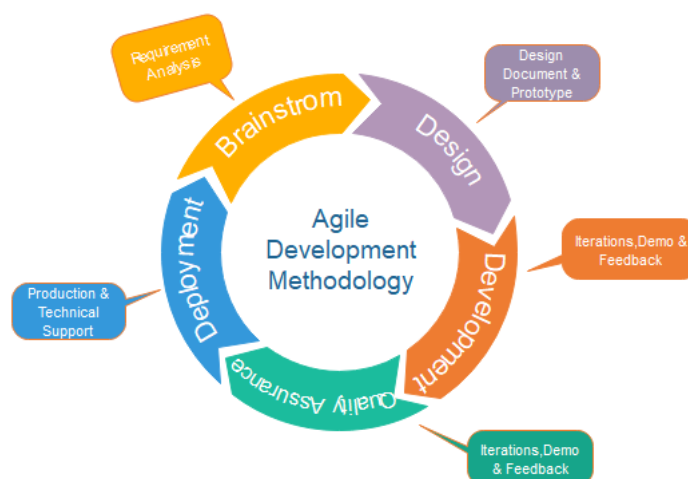 Requirement
Analysis
Brainstrom
Design
Document &
Prototype
Design
Agile
Development
Methodology
Iterations,Demo &
Feedback
Development
Production &
Technical
Support
Deployment
Quality Assurance
Iterations,Demo
& Feedback